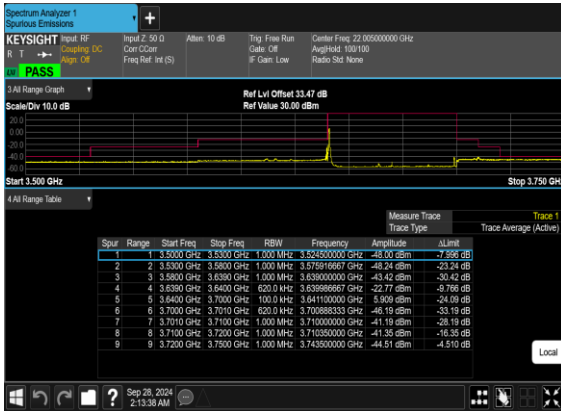 Spectrum Analyzer 1
Spurious Emissions
+
KEYSIGHT Input: RF Input Z: 50 Ω Atten: 10 dB Trig: Free Run Center Freq: 22.005000000 GHz
R T Coupling: DC Corr CCorr Gate: Off Avg|Hold: 100/100
Align: Off Freq Ref: Int (S) IF Gain: Low Radio Std: None
LXI PASS
3 All Range Graph Ref Lvl Offset 33.47 dB
Scale/Div 10.0 dB Ref Value 30.00 dBm
20.0
0.00
-20.0
-40.0
-60.0
Start 3.500 GHz Stop 3.750 GH
4 All Range Table
Measure Trace Trace 1
Trace Type Trace Average (Active)
Spur Range Start Freq Stop Freq RBW Frequency Amplitude ΔLimit
1 1 3.5000 GHz 3.5300 GHz 1.000 MHz 3.524500000 GHz -48.00 dBm -7.996 dB
2 2 3.5300 GHz 3.5800 GHz 1.000 MHz 3.575916667 GHz -48.24 dBm -23.24 dB
3 3 3.5800 GHz 3.6390 GHz 1.000 MHz 3.639000000 GHz -43.42 dBm -30.42 dB
4 4 3.6390 GHz 3.6400 GHz 620.0 kHz 3.639986667 GHz -22.77 dBm -9.766 dB
5 5 3.6400 GHz 3.7000 GHz 100.0 kHz 3.641100000 GHz 5.909 dBm -24.09 dB
6 6 3.7000 GHz 3.7010 GHz 620.0 kHz 3.700888333 GHz -46.19 dBm -33.19 dB
7 7 3.7010 GHz 3.7100 GHz 1.000 MHz 3.710000000 GHz -41.19 dBm -28.19 dB
8 8 3.7100 GHz 3.7200 GHz 1.000 MHz 3.710350000 GHz -41.35 dBm -16.35 dB
9 9 3.7200 GHz 3.7500 GHz 1.000 MHz 3.743500000 GHz -44.51 dBm -4.510 dB
Local
? Sep 28, 2024
2:13:38 AM